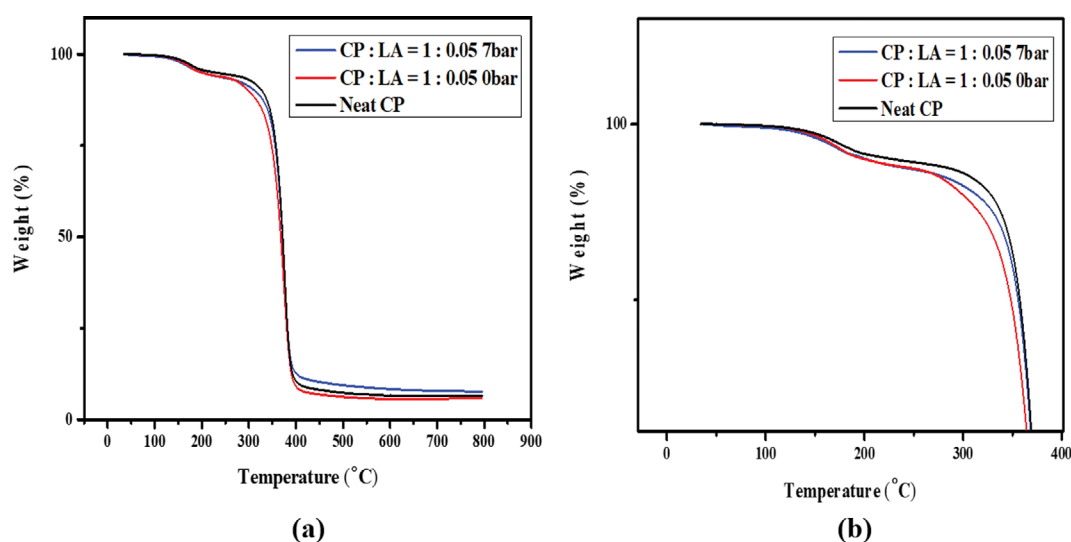 CP : LA = 1 : 0.05 7bar
CP : LA = 1 : 0.05 0bar
Neat CP
100
50
0
Weight (%)
0 100 200 300 400 500 600 700 800 900
Temperature (°C)
(a)
CP : LA = 1 : 0.05 7bar
CP : LA = 1 : 0.05 0bar
Neat CP
100
Weight (%)
0 100 200 300 400
Temperature (°C)
(b)